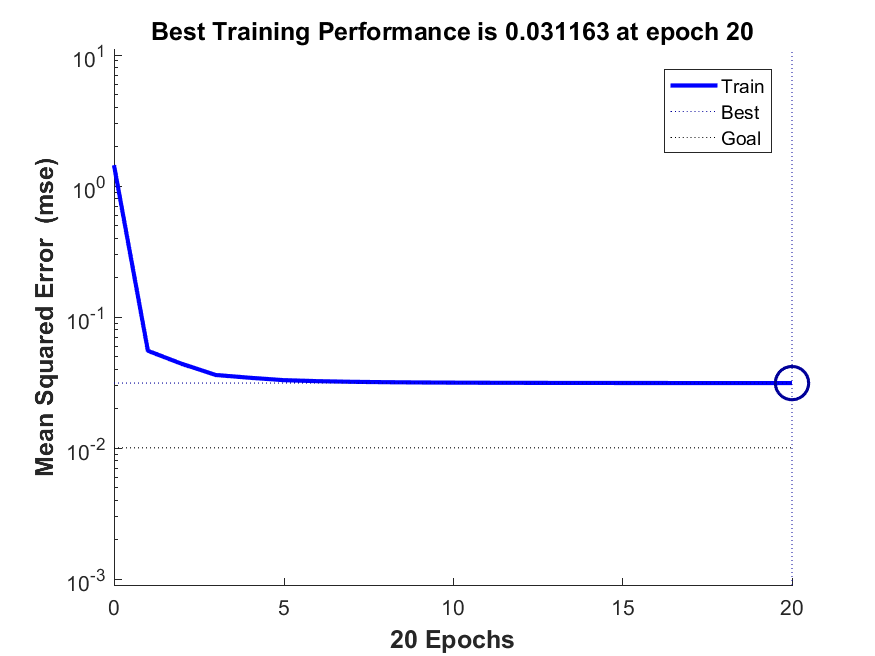 Best Training Performance is 0.031163 at epoch 20
Mean Squared Error  (mse)
10^1
10^0
10^-1
10^-2
10^-3
Train
Best
Goal
0
5
10
15
20
20 Epochs